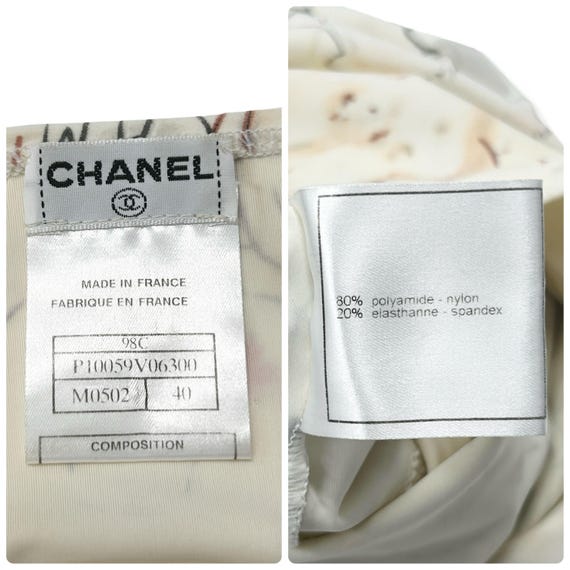 CHANEL
MADE IN FRANCE
FABRIQUE EN FRANCE
98C
P10059V06300
M0502 40
COMPOSITION
80% polyamide - nylon
20% elasthanne - spandex